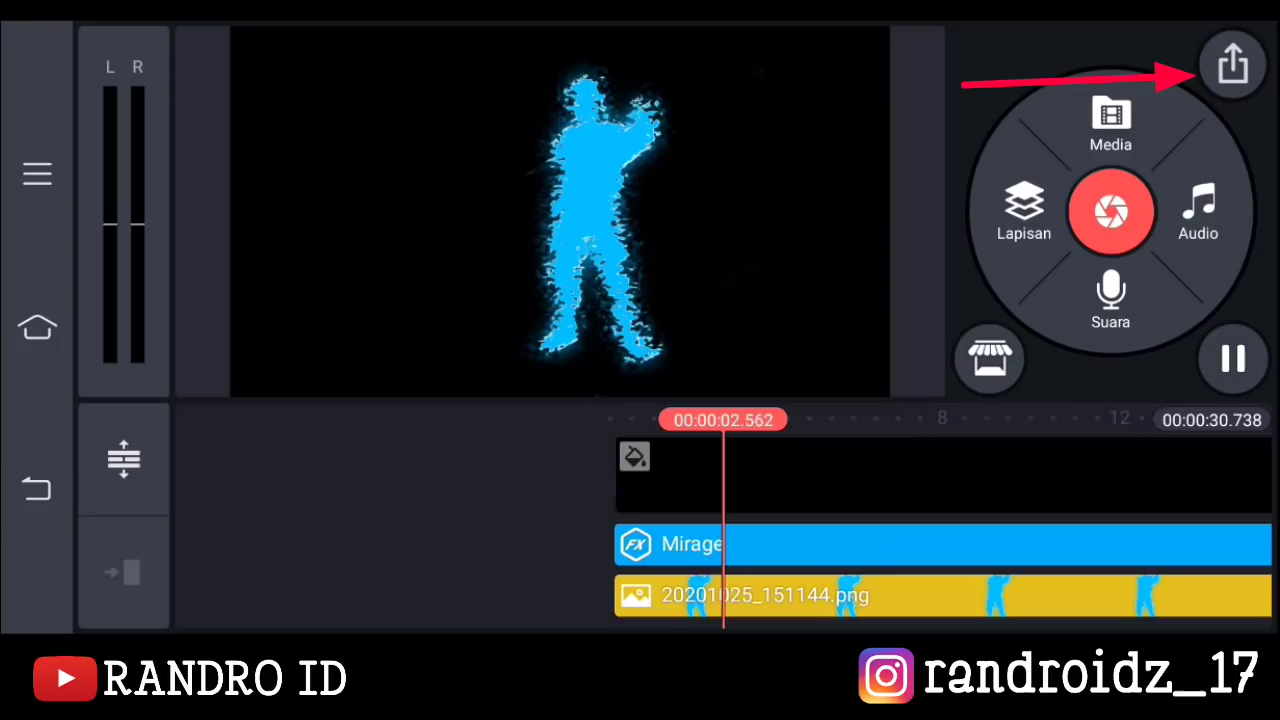 L R
Media
Lapisan
Audio
Suara
00:00:02.562
8
12
00:00:30.738
FX Mirage
20201025_151144.png
RANDRO ID
randroidz_17